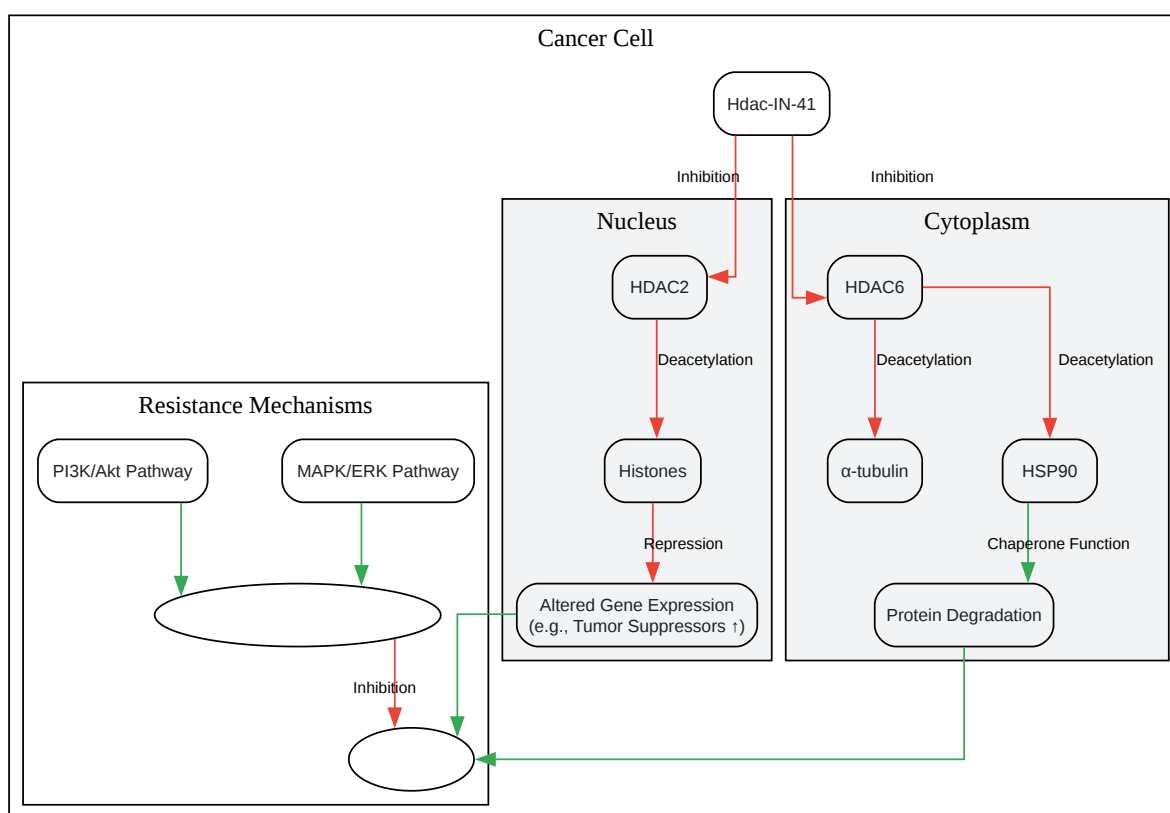 Cancer Cell
Hdac-IN-41
Inhibition
Inhibition
Nucleus
Cytoplasm
HDAC2
HDAC6
Deacetylation
Deacetylation
Deacetylation
Resistance Mechanisms
PI3K/Akt Pathway
MAPK/ERK Pathway
Histones
α-tubulin
HSP90
Repression
Chaperone Function
Altered Gene Expression
(e.g., Tumor Suppressors ↑)
Protein Degradation
Inhibition